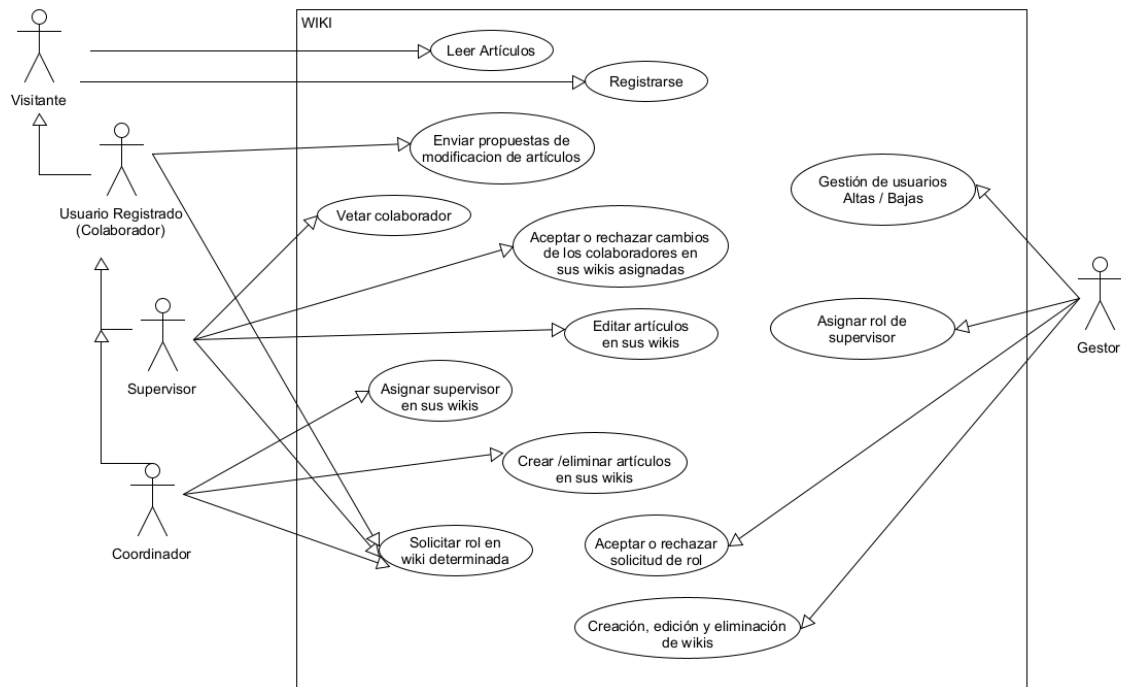 WIKI
Leer Artículos
Registrarse
Visitante
Enviar propuestas de
modificacion de artículos
Gestión de usuarios
Altas / Bajas
Usuario Registrado
(Colaborador)
Vetar colaborador
Aceptar o rechazar cambios
de los colaboradores en
sus wikis asignadas
Editar artículos
en sus wikis
Asignar rol de
supervisor
Gestor
Supervisor
Asignar supervisor
en sus wikis
Crear /eliminar artículos
en sus wikis
Coordinador
Solicitar rol en
wiki determinada
Aceptar o rechazar
solicitud de rol
Creación, edición y eliminación
de wikis